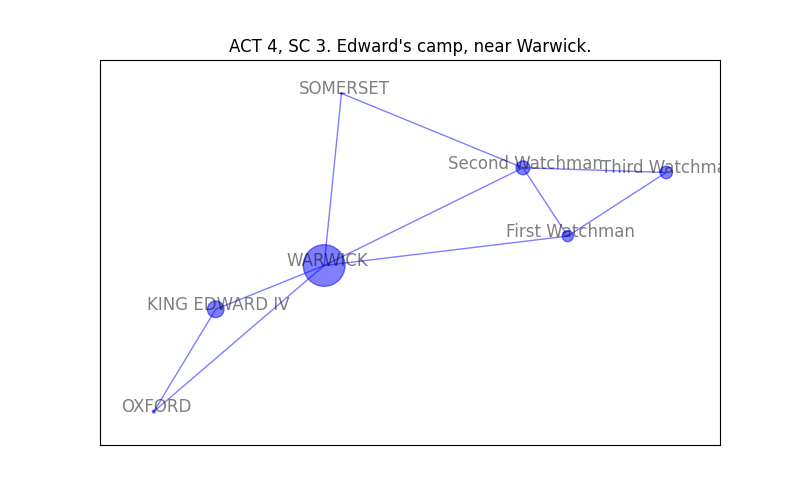 ACT 4, SC 3. Edward's camp, near Warwick.
SOMERSET
Second Watchman
Third Watchma
First Watchman
WARWICK
KING EDWARD IV
OXFORD